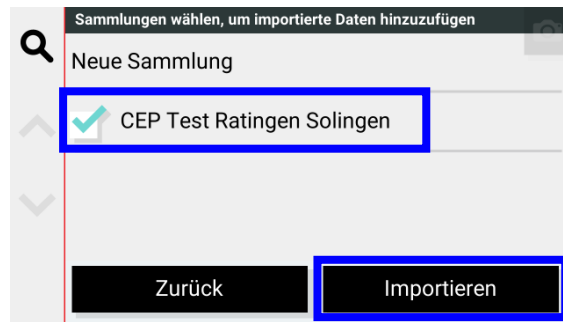 Sammlungen wählen, um importierte Daten hinzuzufügen
Neue Sammlung
CEP Test Ratingen Solingen
Zurück
Importieren